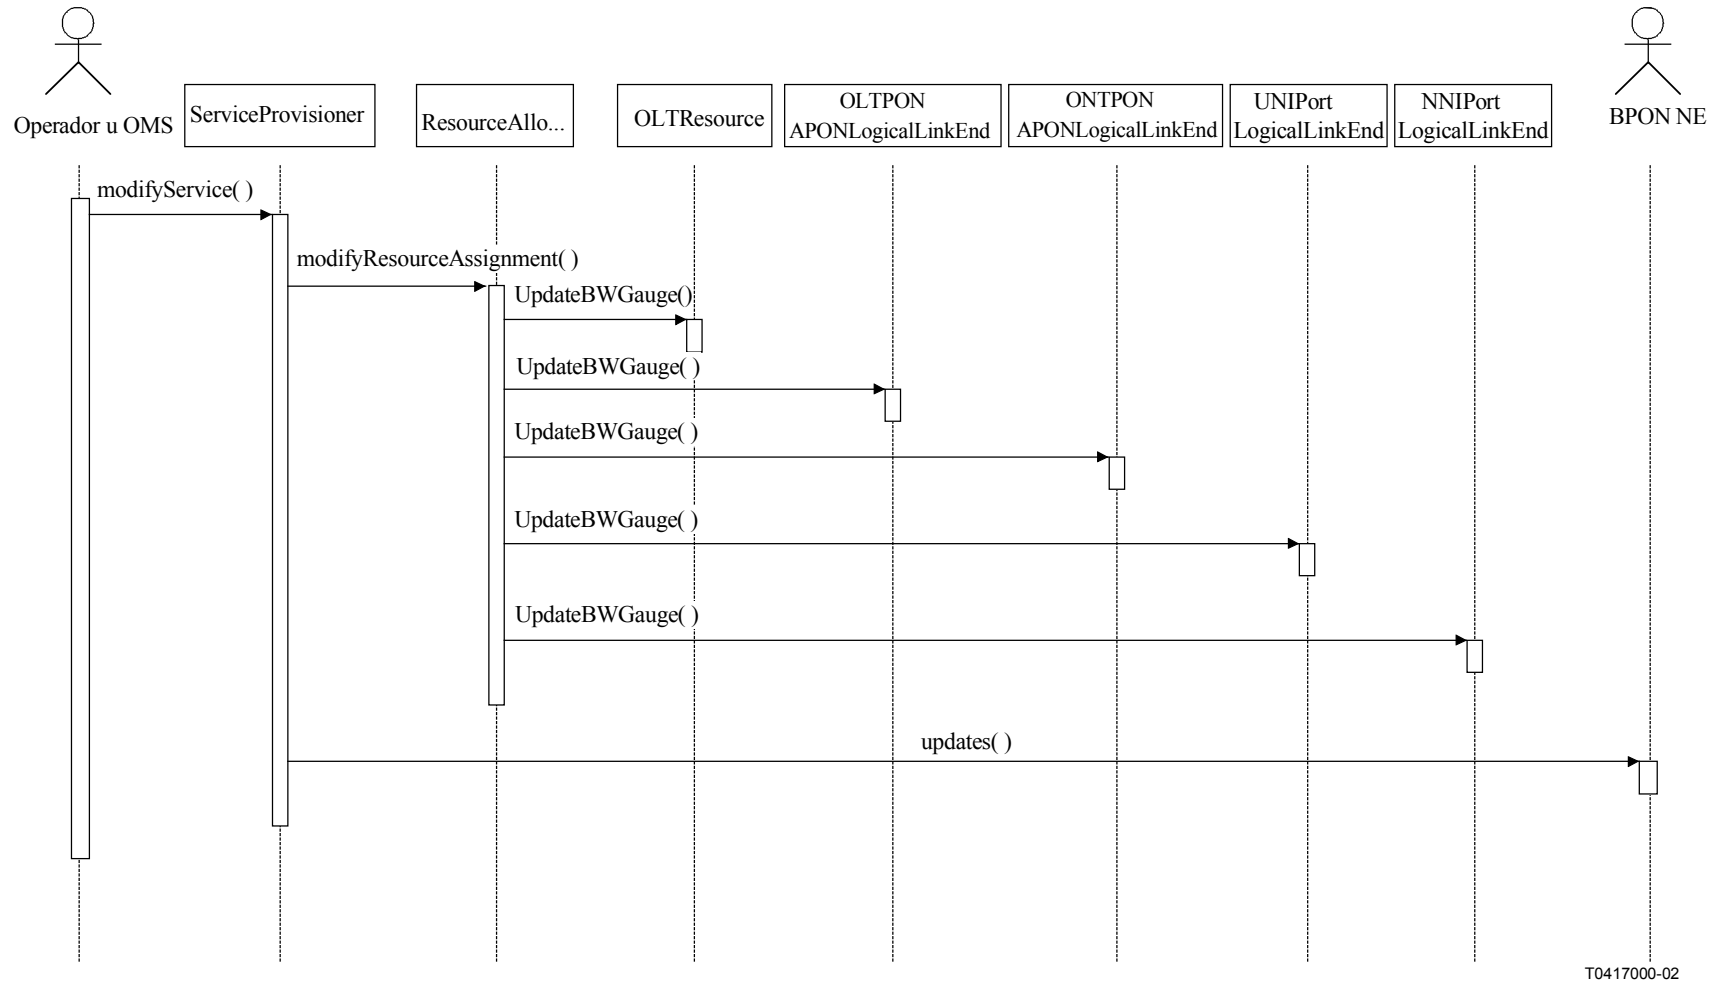 Operador u OMS
ServiceProvisioner
ResourceAllo...
OLTResource
OLTPON
APONLogicalLinkEnd
ONTPON
APONLogicalLinkEnd
UNIPort
LogicalLinkEnd
NNIPort
LogicalLinkEnd
BPON NE
modifyService( )
modifyResourceAssignment( )
UpdateBWGauge()
UpdateBWGauge( )
UpdateBWGauge( )
UpdateBWGauge( )
UpdateBWGauge( )
updates( )
T0417000-02